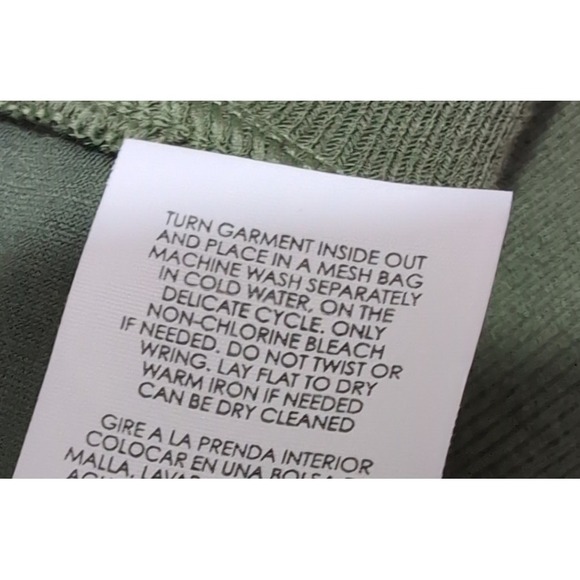 TURN GARMENT INSIDE OUT
AND PLACE IN A MESH BAG
MACHINE WASH SEPARATELY
IN COLD WATER, ON THE
DELICATE CYCLE. ONLY
NON-CHLORINE BLEACH
IF NEEDED. DO NOT TWIST OR
WRING. LAY FLAT TO DRY
WARM IRON IF NEEDED
CAN BE DRY CLEANED
GIRE A LA PRENDA INTERIOR
COLOCAR EN UNA BOLSA
MALLA,